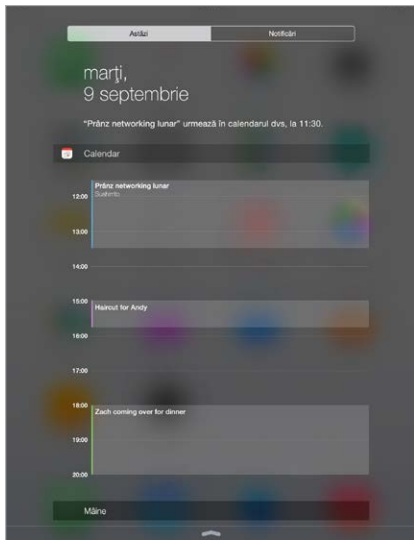 Astăzi
Notificări
marți,
9 septembrie
"Prânz networking lunar" urmează în calendarul dvs, la 11:30.
Calendar
Prânz networking lunar
12:00
13:00
14:00
15:00
Haircut for Andy
16:00
17:00
18:00
Zach coming over for dinner
19:00
20:00
Mâine